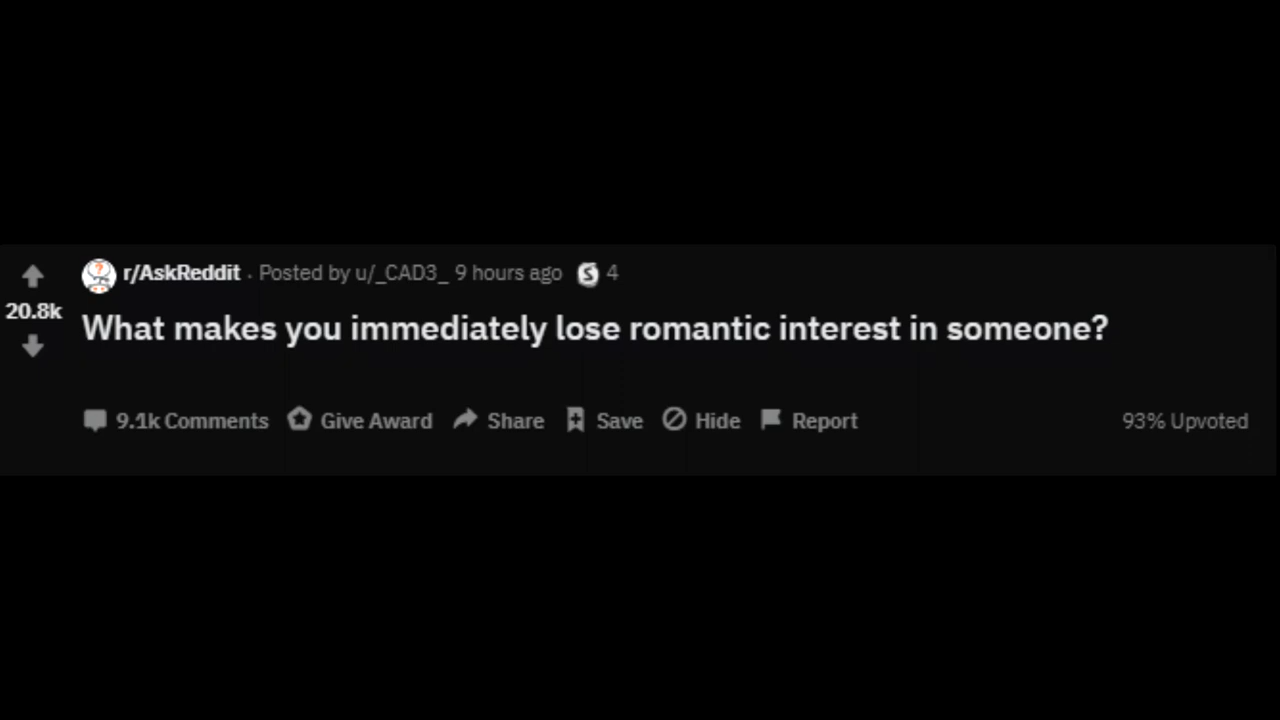 r/AskReddit · Posted by u/_CAD3_ 9 hours ago S 4
20.8k
What makes you immediately lose romantic interest in someone?
9.1k Comments Give Award Share Save Hide Report 93% Upvoted